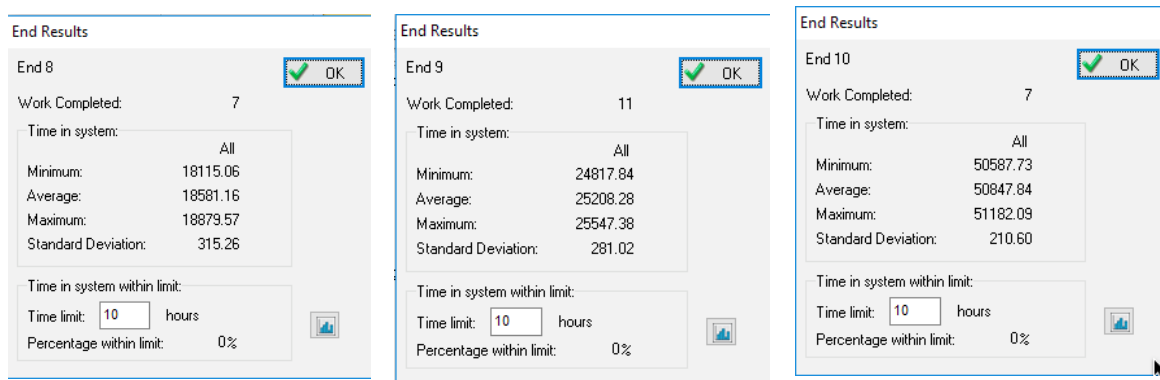 End Results
End 8
OK
Work Completed: 7
Time in system:
All
Minimum: 18115.06
Average: 18581.16
Maximum: 18879.57
Standard Deviation: 315.26
Time in system within limit:
Time limit: 10 hours
Percentage within limit: 0%
End Results
End 9
OK
Work Completed: 11
Time in system:
All
Minimum: 24817.84
Average: 25208.28
Maximum: 25547.38
Standard Deviation: 281.02
Time in system within limit:
Time limit: 10 hours
Percentage within limit: 0%
End Results
End 10
OK
Work Completed: 7
Time in system:
All
Minimum: 50587.73
Average: 50847.84
Maximum: 51182.09
Standard Deviation: 210.60
Time in system within limit:
Time limit: 10 hours
Percentage within limit: 0%